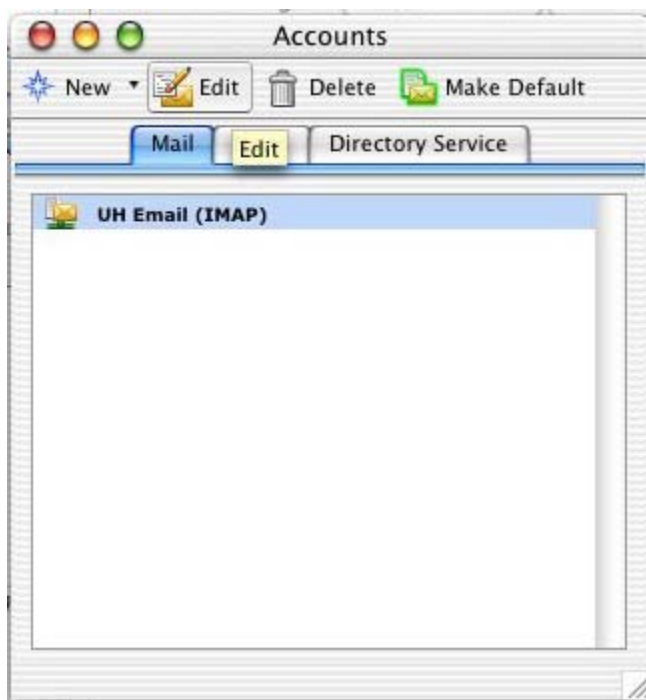 Accounts
New Edit Delete Make Default
Mail Edit Directory Service
UH Email (IMAP)